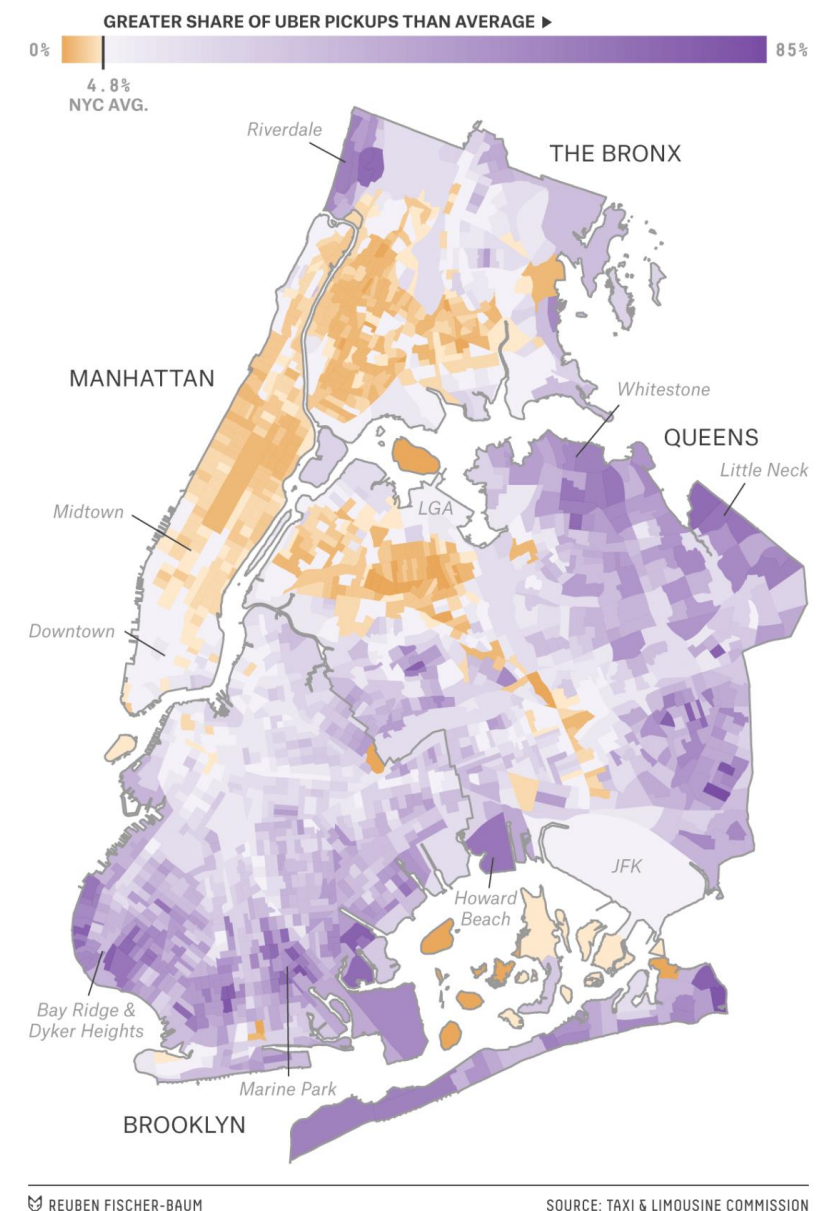 GREATER SHARE OF UBER PICKUPS THAN AVERAGE ▶
0%
85%
4.8%
NYC AVG.
Riverdale
THE BRONX
MANHATTAN
Whitestone
QUEENS
Little Neck
Midtown
LGA
Downtown
JFK
Howard
Beach
Bay Ridge &
Dyker Heights
Marine Park
BROOKLYN
REUBEN FISCHER-BAUM
SOURCE: TAXI & LIMOUSINE COMMISSION